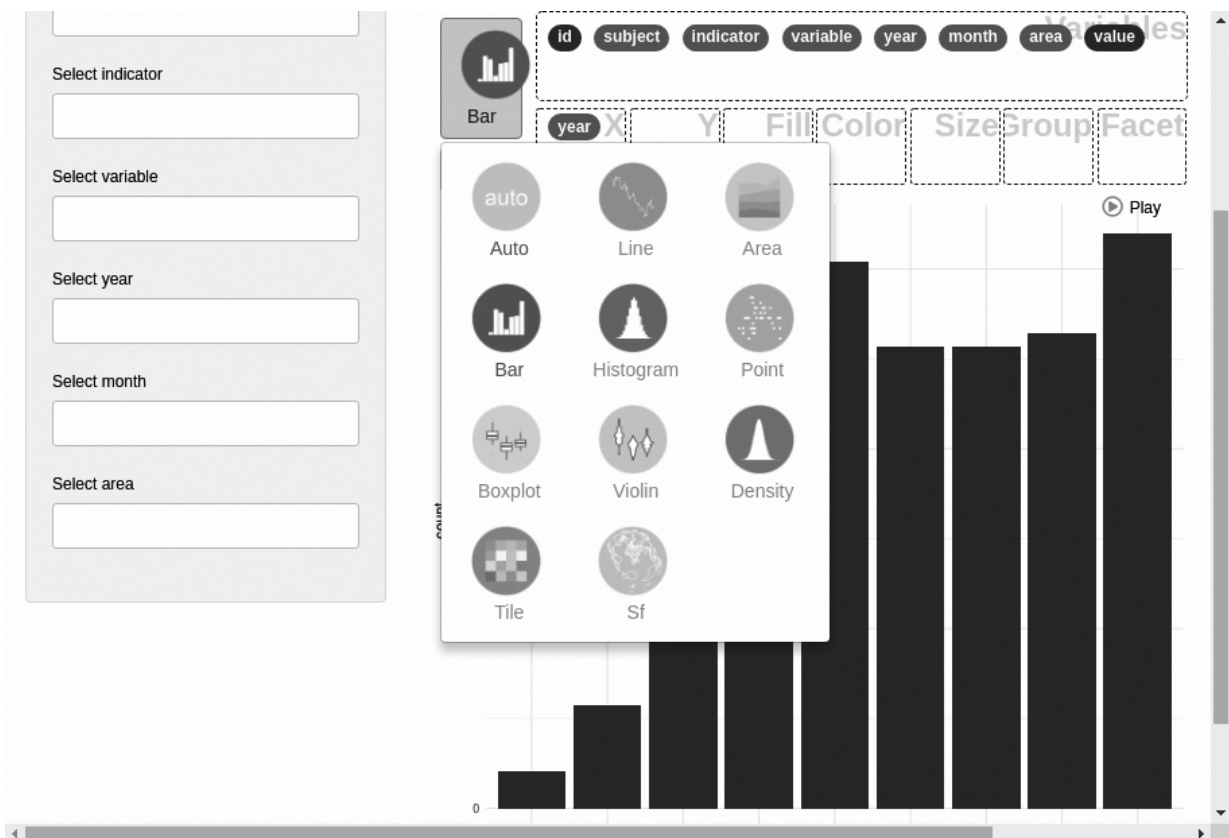 Select indicator
Select variable
Select year
Select month
Select area
Bar
Variables
id subject indicator variable year month area value
year X Y Fill Color Size Group Facet
auto
Auto Line Area
Bar Histogram Point
Boxplot Violin Density
Tile Sf
Play
count
0